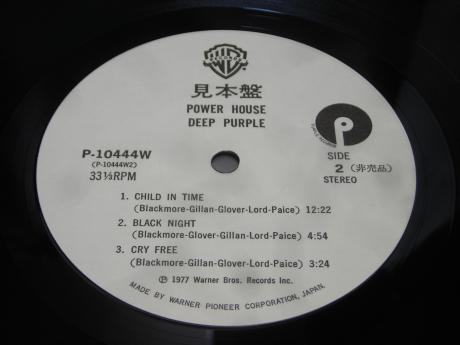 見本盤
POWER HOUSE
DEEP PURPLE
P-10444W
(P-10444W2)
33⅓RPM
SIDE
2 (非売品)
STEREO
1. CHILD IN TIME
(Blackmore-Gillan-Glover-Lord-Paice) 12:22
2. BLACK NIGHT
(Blackmore-Glover-Gillan-Lord-Paice) 4:54
3. CRY FREE
(Blackmore-Gillan-Glover-Lord-Paice) 3:24
℗ 1977 Warner Bros. Records Inc.
MADE BY WARNER PIONEER CORPORATION, JAPAN.